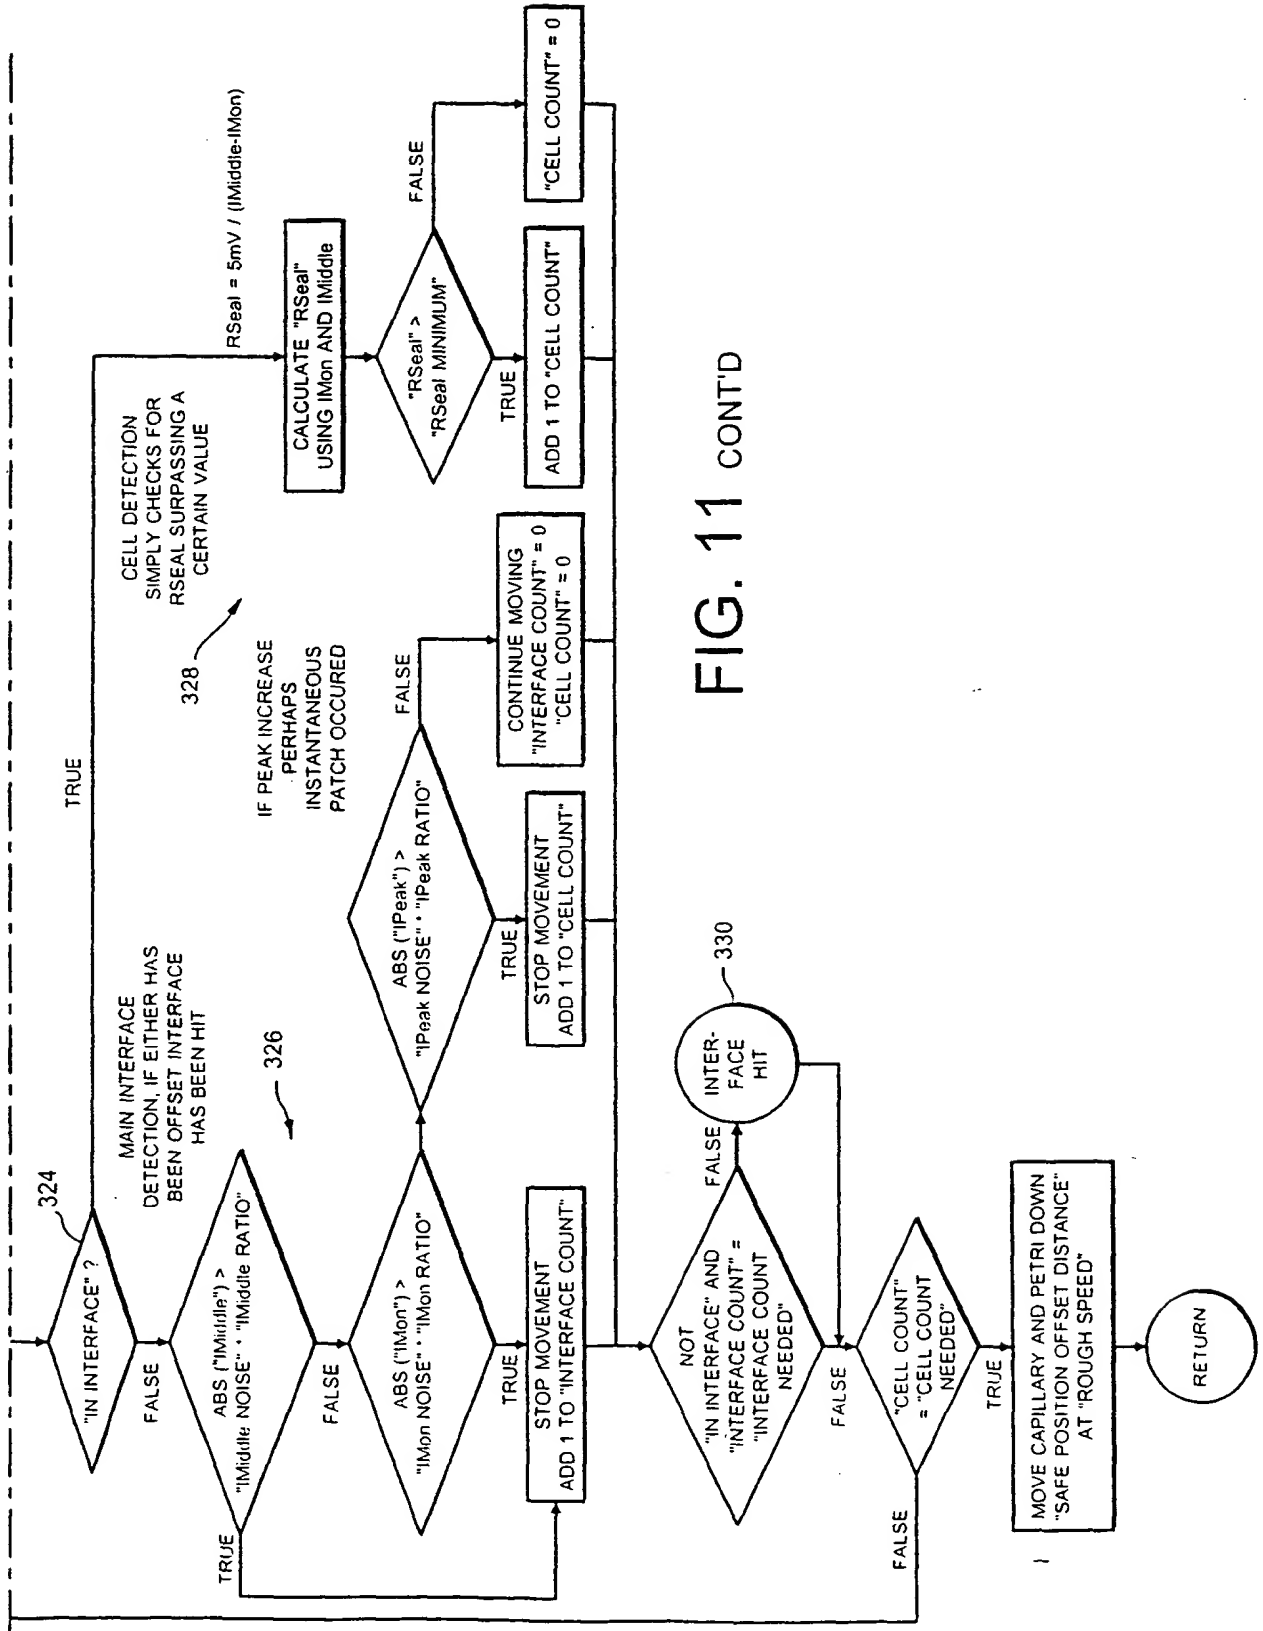 324
"IN INTERFACE" ?
TRUE
FALSE
MAIN INTERFACE
DETECTION, IF EITHER HAS
BEEN OFFSET INTERFACE
HAS BEEN HIT
326
ABS ("IMiddle") >
"IMiddle NOISE" * "IMiddle RATIO"
TRUE
FALSE
ABS ("IMon") >
"IMon NOISE" * "IMon RATIO"
TRUE
STOP MOVEMENT
ADD 1 TO "INTERFACE COUNT"
IF PEAK INCREASE
PERHAPS
INSTANTANEOUS
PATCH OCCURED
ABS ("IPeak") >
"IPeak NOISE" * "IPeak RATIO"
FALSE
TRUE
STOP MOVEMENT
ADD 1 TO "CELL COUNT"
CONTINUE MOVING
"INTERFACE COUNT" = 0
"CELL COUNT" = 0
CELL DETECTION
SIMPLY CHECKS FOR
RSEAL SURPASSING A
CERTAIN VALUE
328
RSeal = 5mV / (IMiddle-IMon)
CALCULATE "RSeal"
USING IMon AND IMiddle
"RSeal" >
"RSeal MINIMUM"
FALSE
TRUE
ADD 1 TO "CELL COUNT"
"CELL COUNT" = 0
NOT
"IN INTERFACE" AND
"INTERFACE COUNT" =
"INTERFACE COUNT
NEEDED"
FALSE
INTER-
FACE
HIT
330
FALSE
"CELL COUNT"
= "CELL COUNT
NEEDED"
FALSE
TRUE
MOVE CAPILLARY AND PETRI DOWN
"SAFE POSITION OFFSET DISTANCE"
AT "ROUGH SPEED"
RETURN
FIG. 11 CONT'D